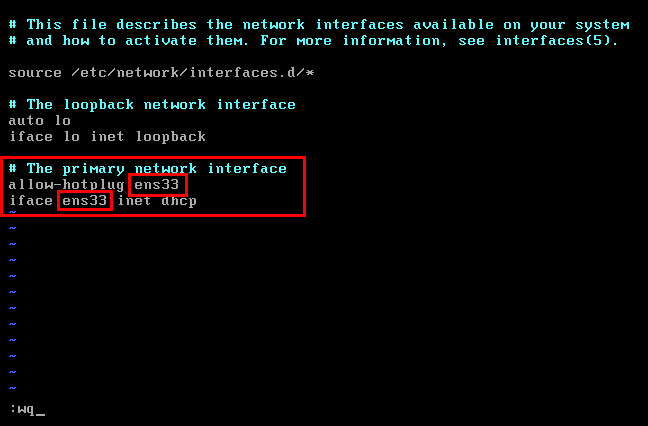 # This file describes the network interfaces available on your system
# and how to activate them. For more information, see interfaces(5).
source /etc/network/interfaces.d/*
# The loopback network interface
auto lo
iface lo inet loopback
# The primary network interface
allow-hotplug ens33
iface ens33 inet dhcp
~
~
~
~
~
~
~
~
~
~
~
~
:wq_